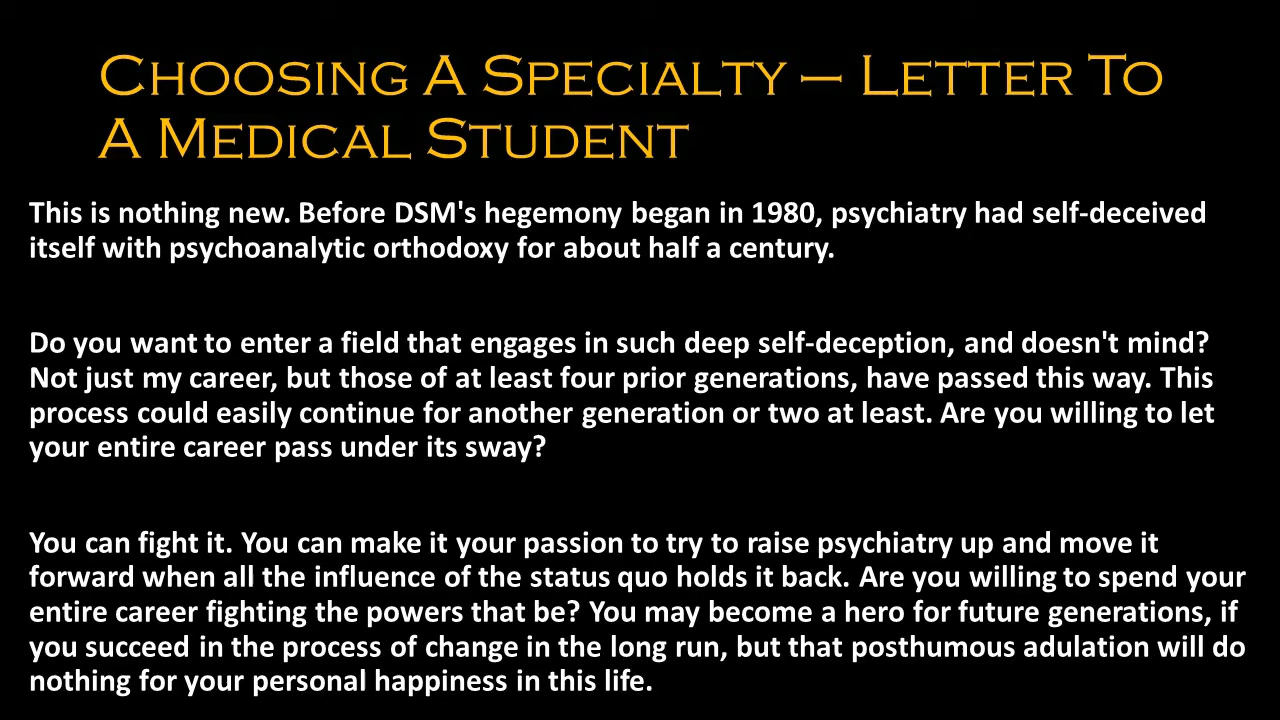 Choosing A Specialty – Letter To
A Medical Student
This is nothing new. Before DSM's hegemony began in 1980, psychiatry had self-deceived
itself with psychoanalytic orthodoxy for about half a century.
Do you want to enter a field that engages in such deep self-deception, and doesn't mind?
Not just my career, but those of at least four prior generations, have passed this way. This
process could easily continue for another generation or two at least. Are you willing to let
your entire career pass under its sway?
You can fight it. You can make it your passion to try to raise psychiatry up and move it
forward when all the influence of the status quo holds it back. Are you willing to spend your
entire career fighting the powers that be? You may become a hero for future generations, if
you succeed in the process of change in the long run, but that posthumous adulation will do
nothing for your personal happiness in this life.